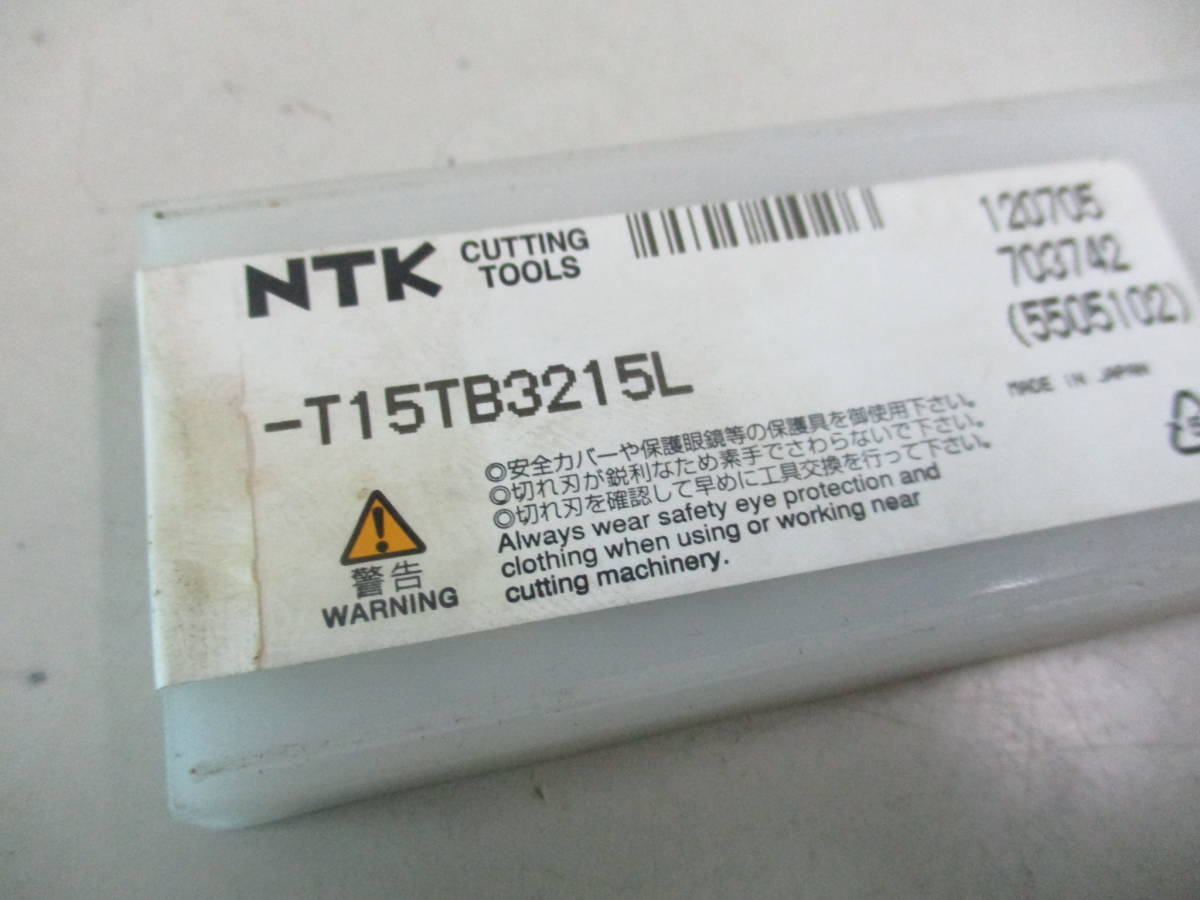 NTK CUTTING
TOOLS
120705
703742
(5505102)
MADE IN JAPAN
-T15TB3215L
◎安全カバーや保護眼鏡等の保護具を御使用下さい。
◎切れ刃が鋭利なため素手でさわらないで下さい。
◎切れ刃を確認して早めに工具交換を行って下さい。
Always wear safety eye protection and
clothing when using or working near
cutting machinery.
警告
WARNING